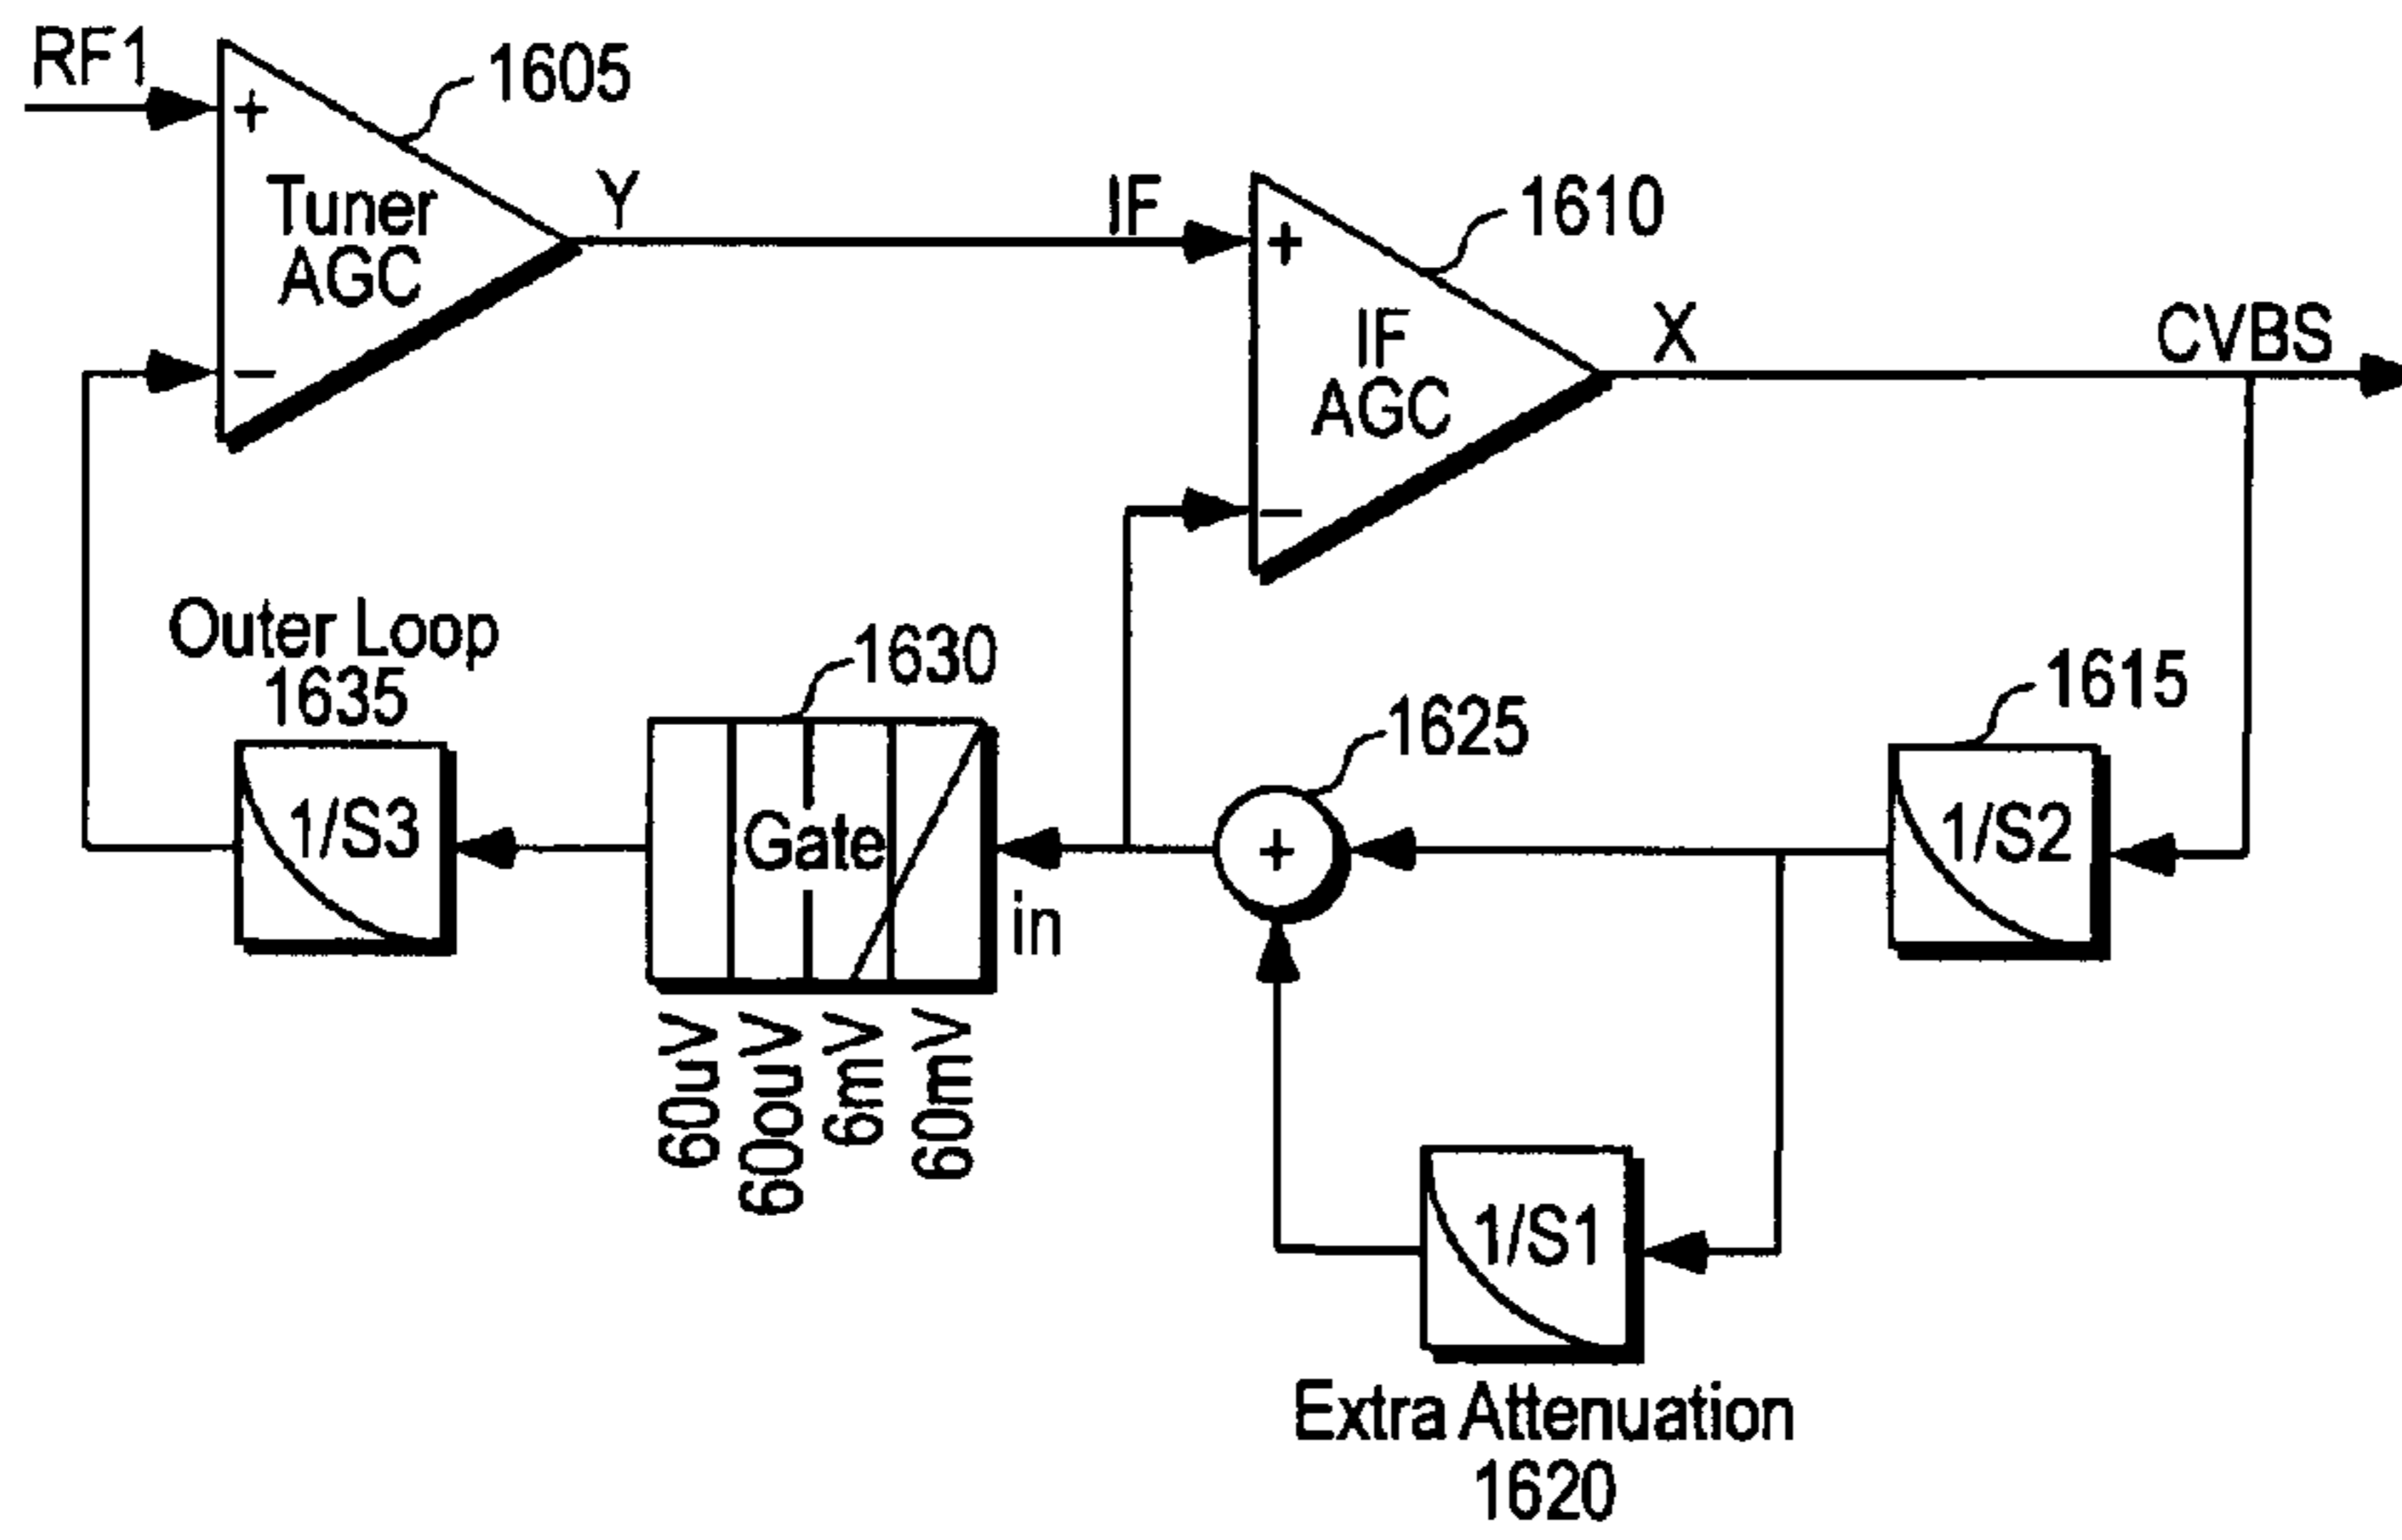 RF1
1605
+
Tuner
AGC
−
Y
IF
1610
+
IF
AGC
−
X
CVBS
Outer Loop
1635
1/S3
1630
Gate
in
60uV
600uV
6mV
60mV
1625
+
1615
1/S2
1/S1
Extra Attenuation
1620